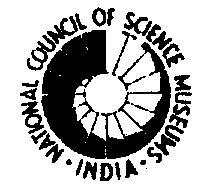 NATIONAL COUNCIL OF SCIENCE MUSEUMS
· INDIA ·